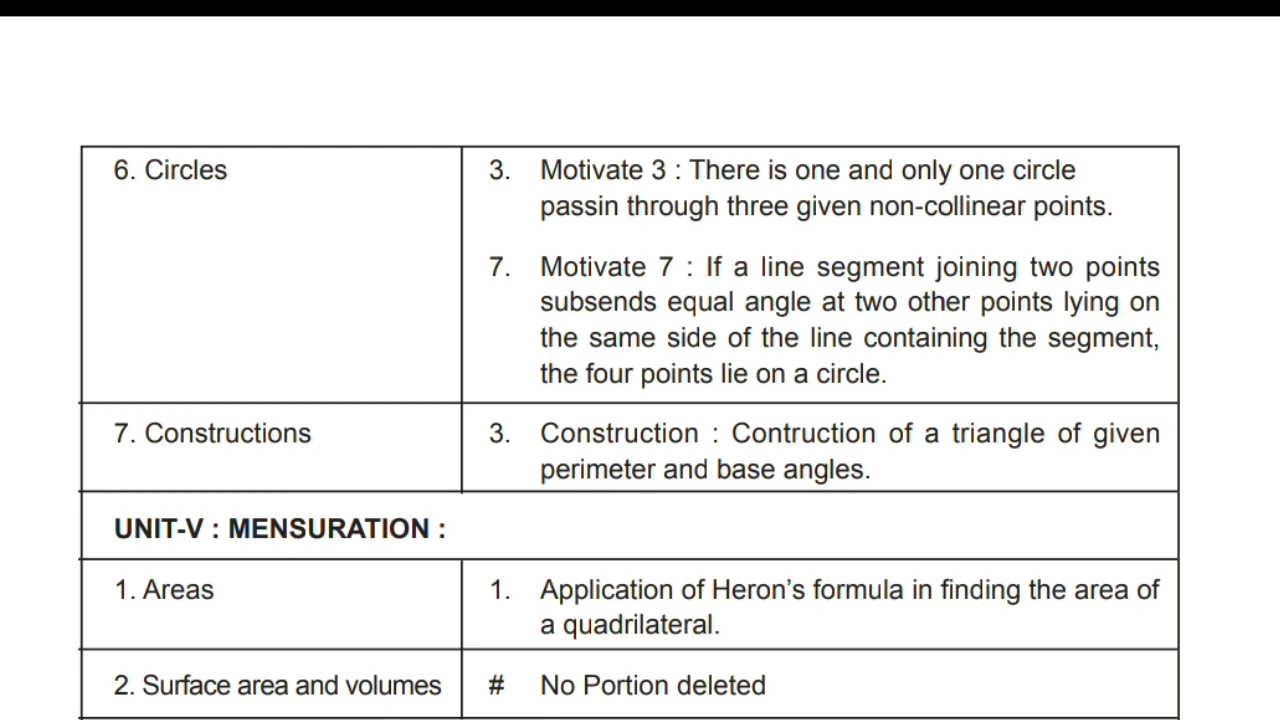 6. Circles
3. Motivate 3 : There is one and only one circle
passin through three given non-collinear points.
7. Motivate 7 : If a line segment joining two points
subsends equal angle at two other points lying on
the same side of the line containing the segment,
the four points lie on a circle.
7. Constructions
3. Construction : Contruction of a triangle of given
perimeter and base angles.
UNIT-V : MENSURATION :
1. Areas
1. Application of Heron’s formula in finding the area of
a quadrilateral.
2. Surface area and volumes
# No Portion deleted